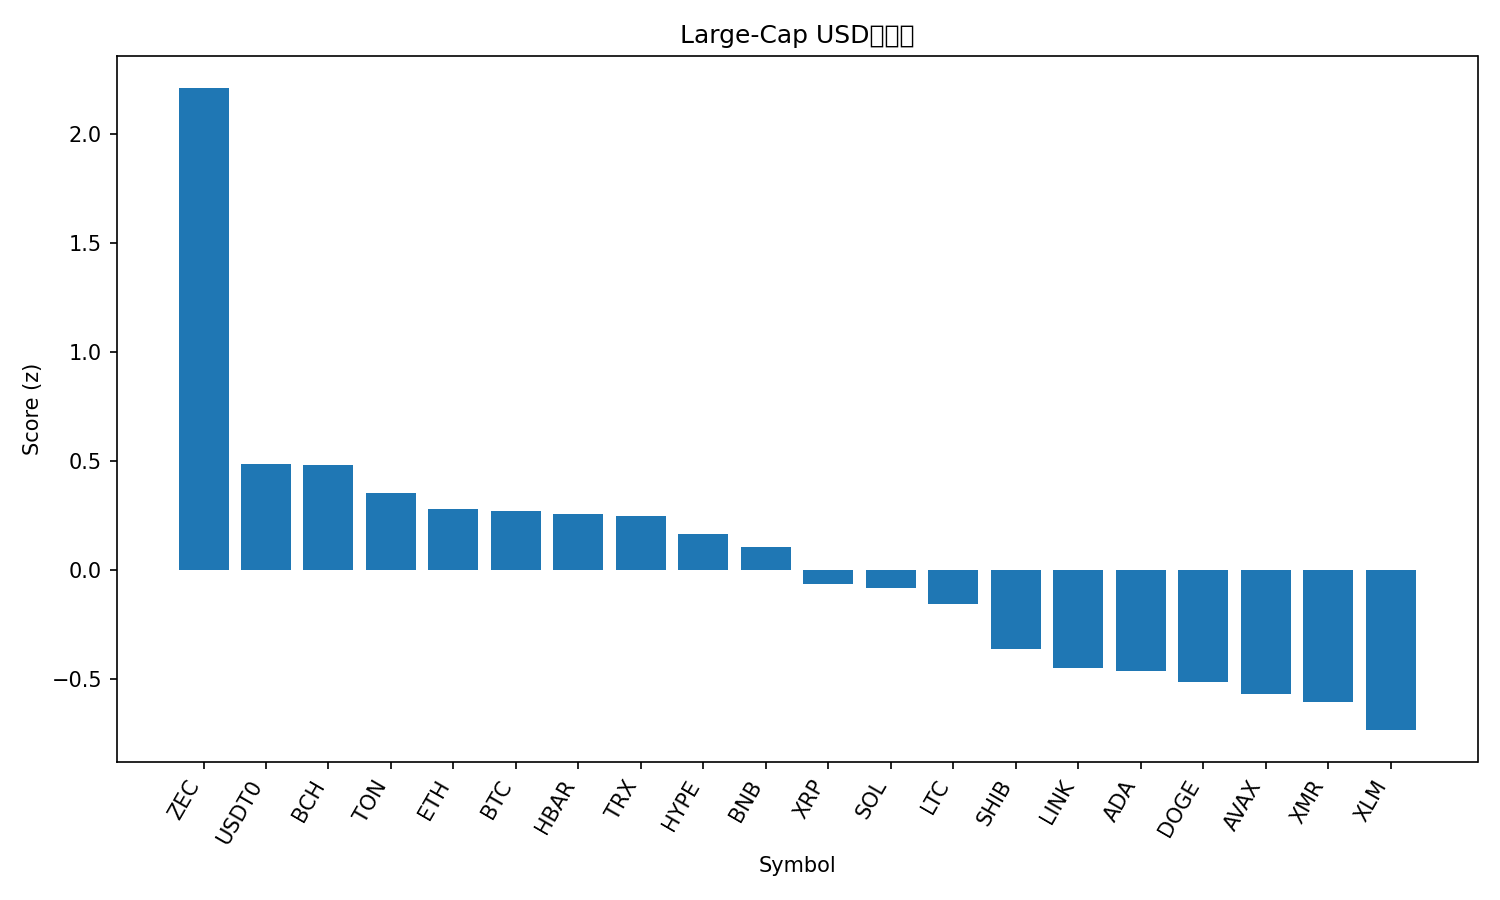 Large-Cap USD
Score (z)
2.0
1.5
1.0
0.5
0.0
−0.5
ZEC
USDT0
BCH
TON
ETH
BTC
HBAR
TRX
HYPE
BNB
XRP
SOL
LTC
SHIB
LINK
ADA
DOGE
AVAX
XMR
XLM
Symbol